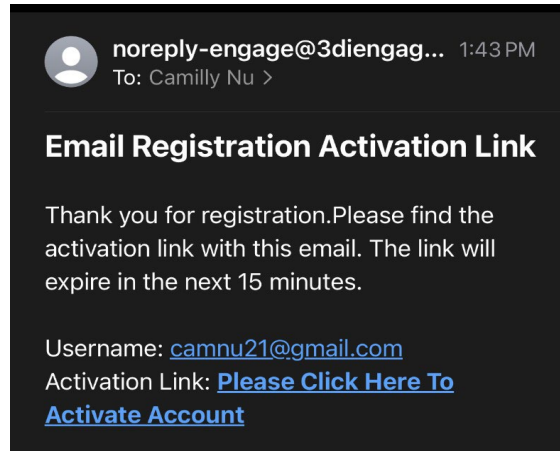 noreply-engage@3diengag... 1:43 PM
To: Camilly Nu >
Email Registration Activation Link
Thank you for registration.Please find the
activation link with this email. The link will
expire in the next 15 minutes.
Username: camnu21@gmail.com
Activation Link: Please Click Here To
Activate Account